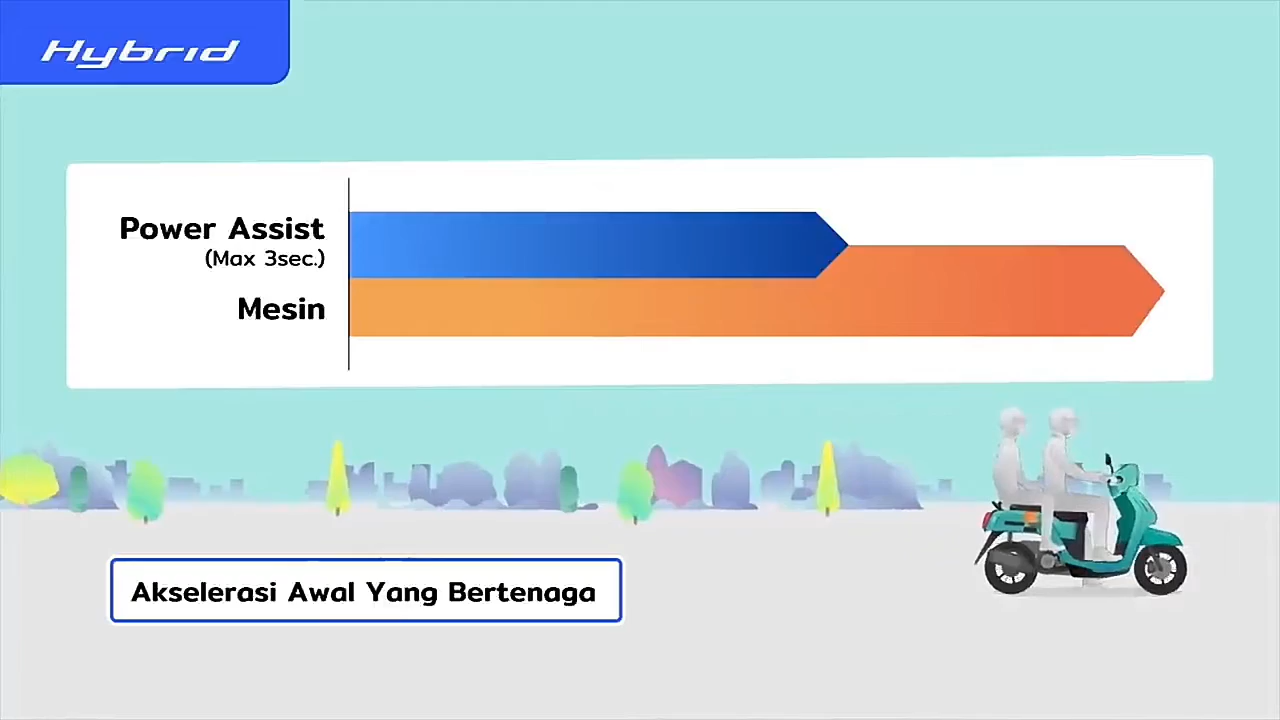 Hybrid
Power Assist
(Max 3sec.)
Mesin
Akselerasi Awal Yang Bertenaga